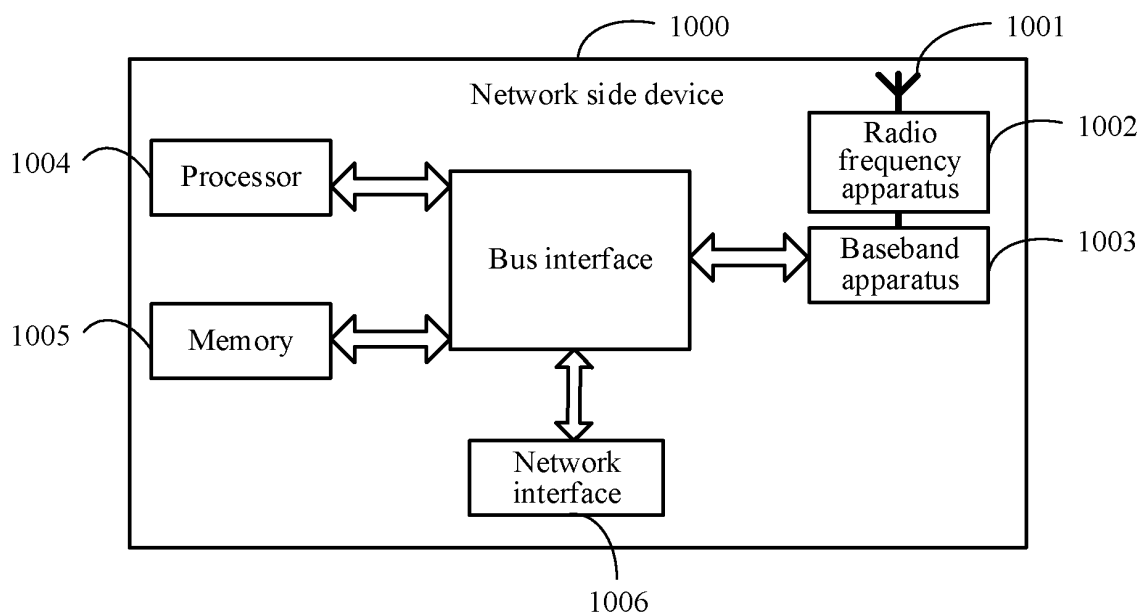 1000
1001
Network side device
1002
Radio
frequency
apparatus
1004
Processor
1003
Baseband
apparatus
Bus interface
1005
Memory
Network
interface
1006